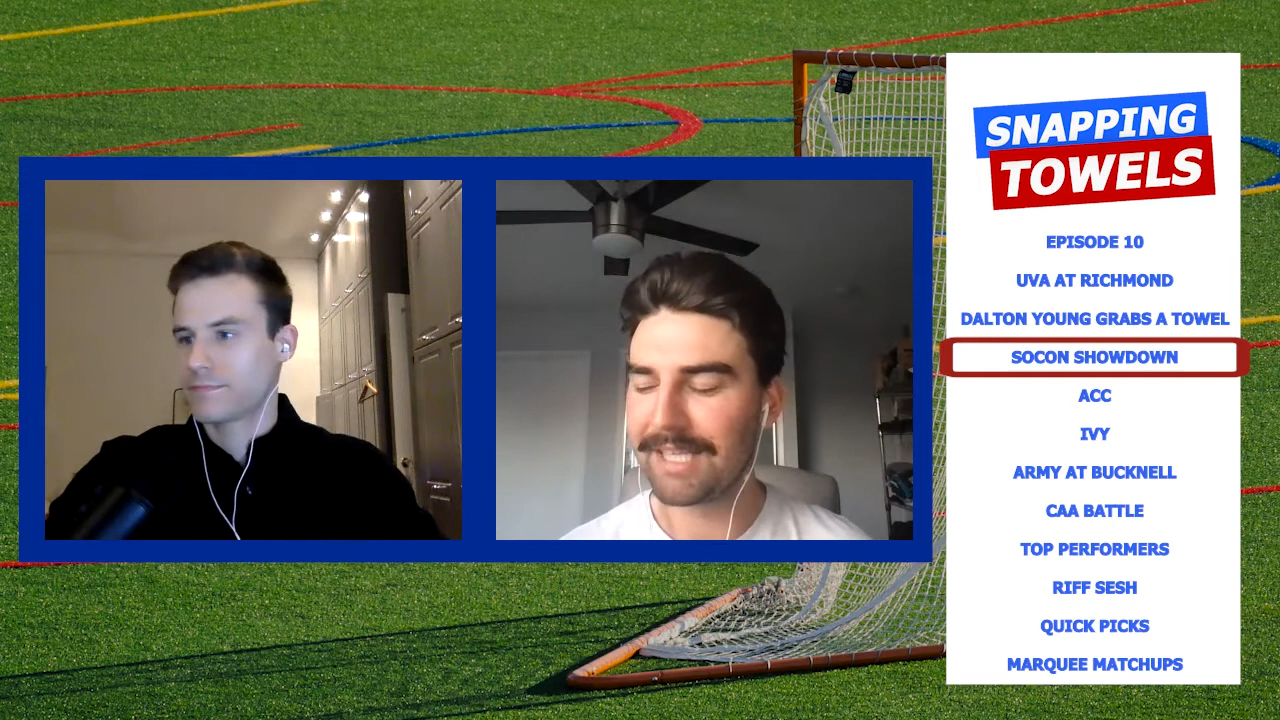 SNAPPING
TOWELS
EPISODE 10
UVA AT RICHMOND
DALTON YOUNG GRABS A TOWEL
SOCON SHOWDOWN
ACC
IVY
ARMY AT BUCKNELL
CAA BATTLE
TOP PERFORMERS
RIFF SESH
QUICK PICKS
MARQUEE MATCHUPS